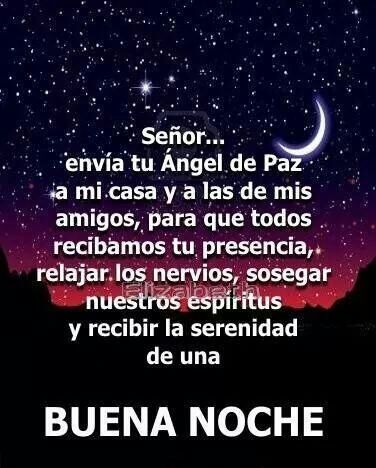 Señor...
envía tu Ángel de Paz
a mi casa y a las de mis
amigos, para que todos
recibamos tu presencia,
relajar los nervios, sosegar
nuestros espíritus
Elizabeth
y recibir la serenidad
de una
BUENA NOCHE